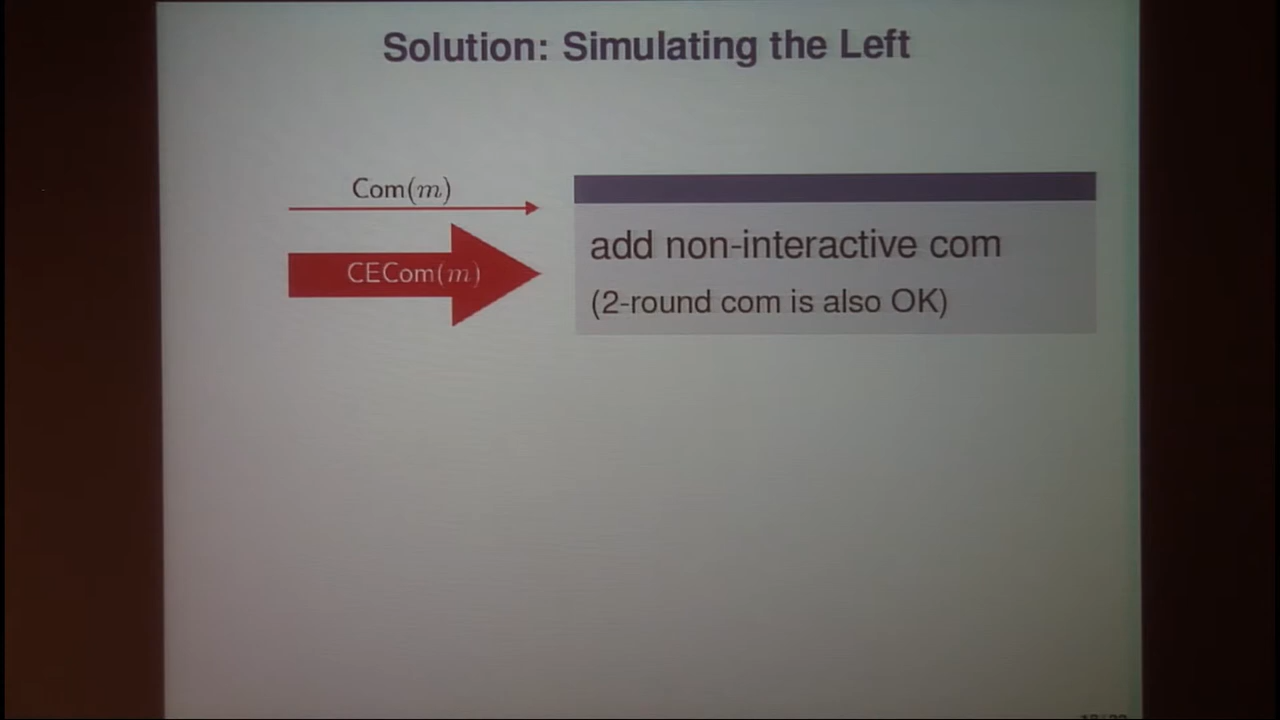 Solution: Simulating the Left
Com(m)
CECom(m)
add non-interactive com
(2-round com is also OK)